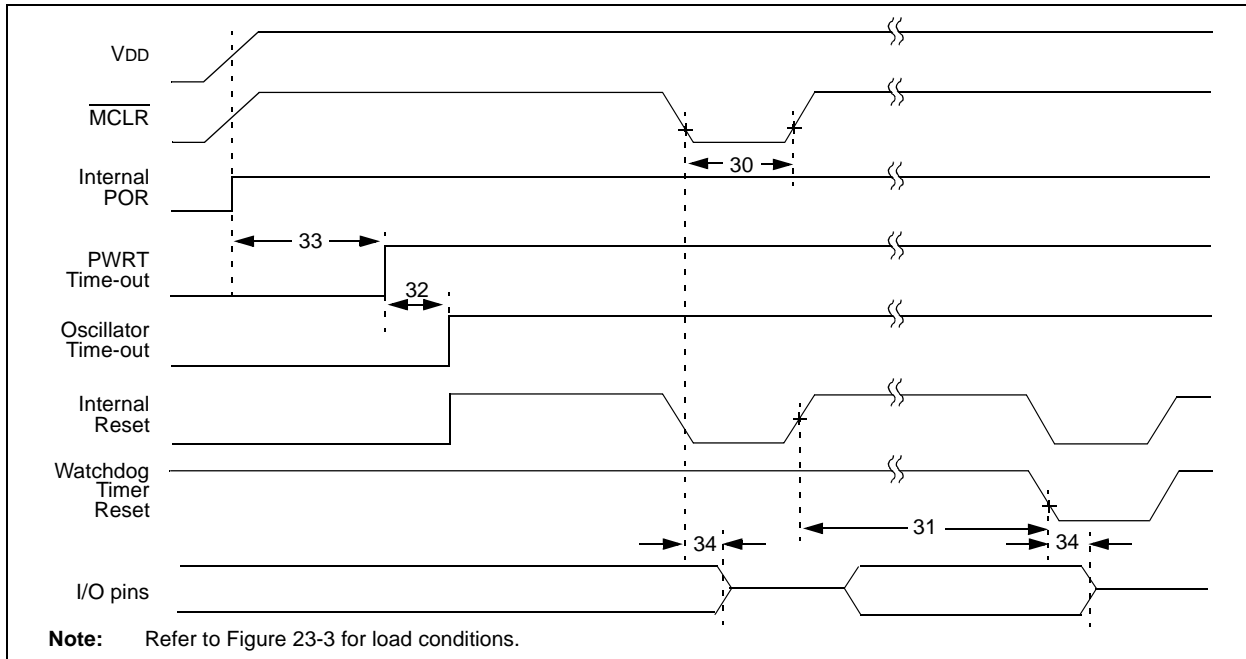 VDD
MCLR
30
Internal
POR
33
PWRT
Time-out
32
Oscillator
Time-out
Internal
Reset
Watchdog
Timer
Reset
31
34
34
I/O pins
Note: Refer to Figure 23-3 for load conditions.